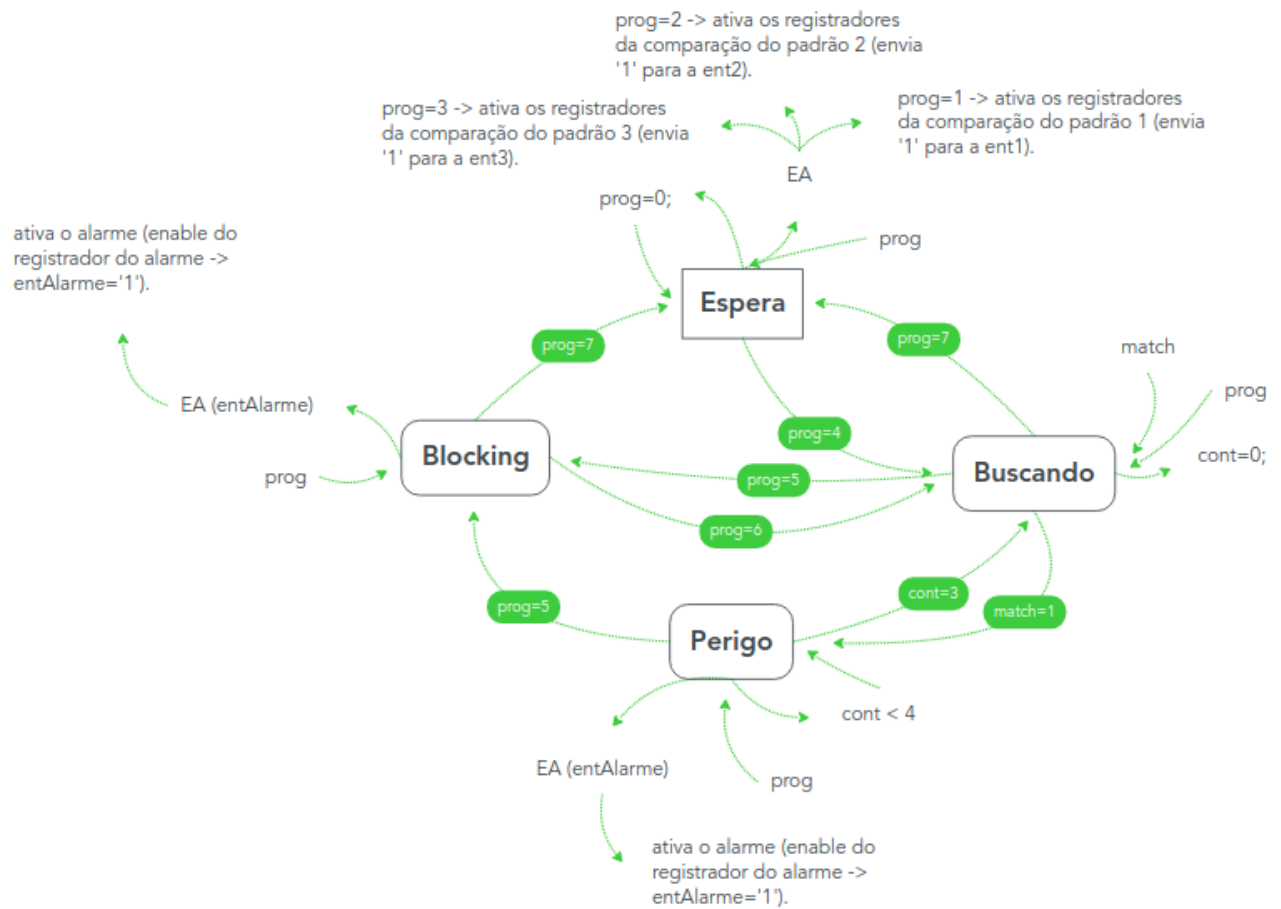 prog=2 -> ativa os registradores
da comparação do padrão 2 (envia
'1' para a ent2).
prog=3 -> ativa os registradores
da comparação do padrão 3 (envia
'1' para a ent3).
prog=1 -> ativa os registradores
da comparação do padrão 1 (envia
'1' para a ent1).
EA
prog=0;
prog
ativa o alarme (enable do
registrador do alarme ->
entAlarme='1').
Espera
prog=7
prog=7
match
prog
EA (entAlarme)
prog=4
Blocking
cont=0;
prog
prog=5
Buscando
prog=6
cont=3
prog=5
match=1
Perigo
cont < 4
EA (entAlarme)
prog
ativa o alarme (enable do
registrador do alarme ->
entAlarme='1').